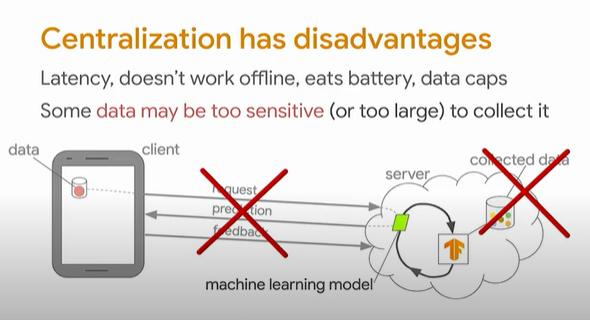 Centralization has disadvantages
Latency, doesn't work offline, eats battery, data caps
Some data may be too sensitive (or too large) to collect it
data
client
request
prediction
feedback
server
collected data
machine learning model